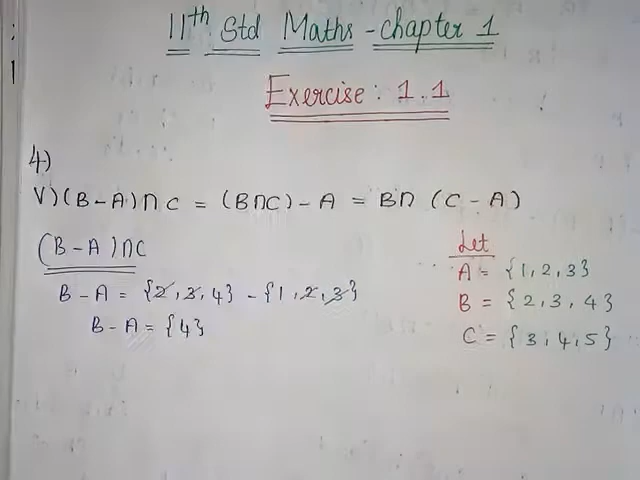 11th Std Maths - chapter 1
Exercise : 1.1
4)
V) (B - A) ∩ C = (B∩C) - A = B∩ (C - A)
(B - A) ∩C
B - A = {2, 3, 4} - {1, 2, 3}
B - A = {4}
Let
A = {1, 2, 3}
B = {2, 3, 4}
C = {3, 4, 5}